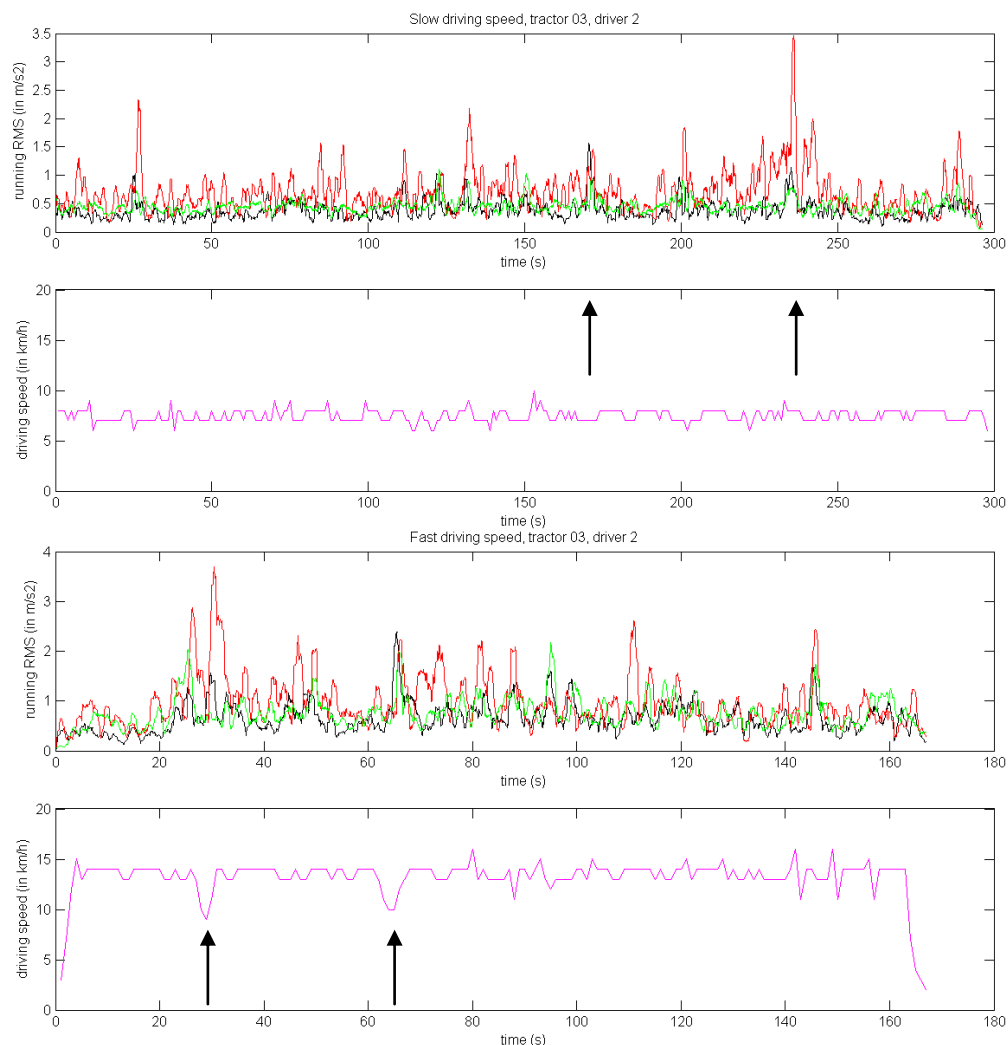 Slow driving speed, tractor 03, driver 2
running RMS (in m/s2)
3.5
3
2.5
2
1.5
1
0.5
0
0 50 100 150 200 250 300
time (s)
driving speed (in km/h)
20
15
10
5
0
0 50 100 150 200 250 300
time (s)
Fast driving speed, tractor 03, driver 2
running RMS (in m/s2)
4
3
2
1
0
0 20 40 60 80 100 120 140 160 180
time (s)
driving speed (in km/h)
20
15
10
5
0
0 20 40 60 80 100 120 140 160 180
time (s)